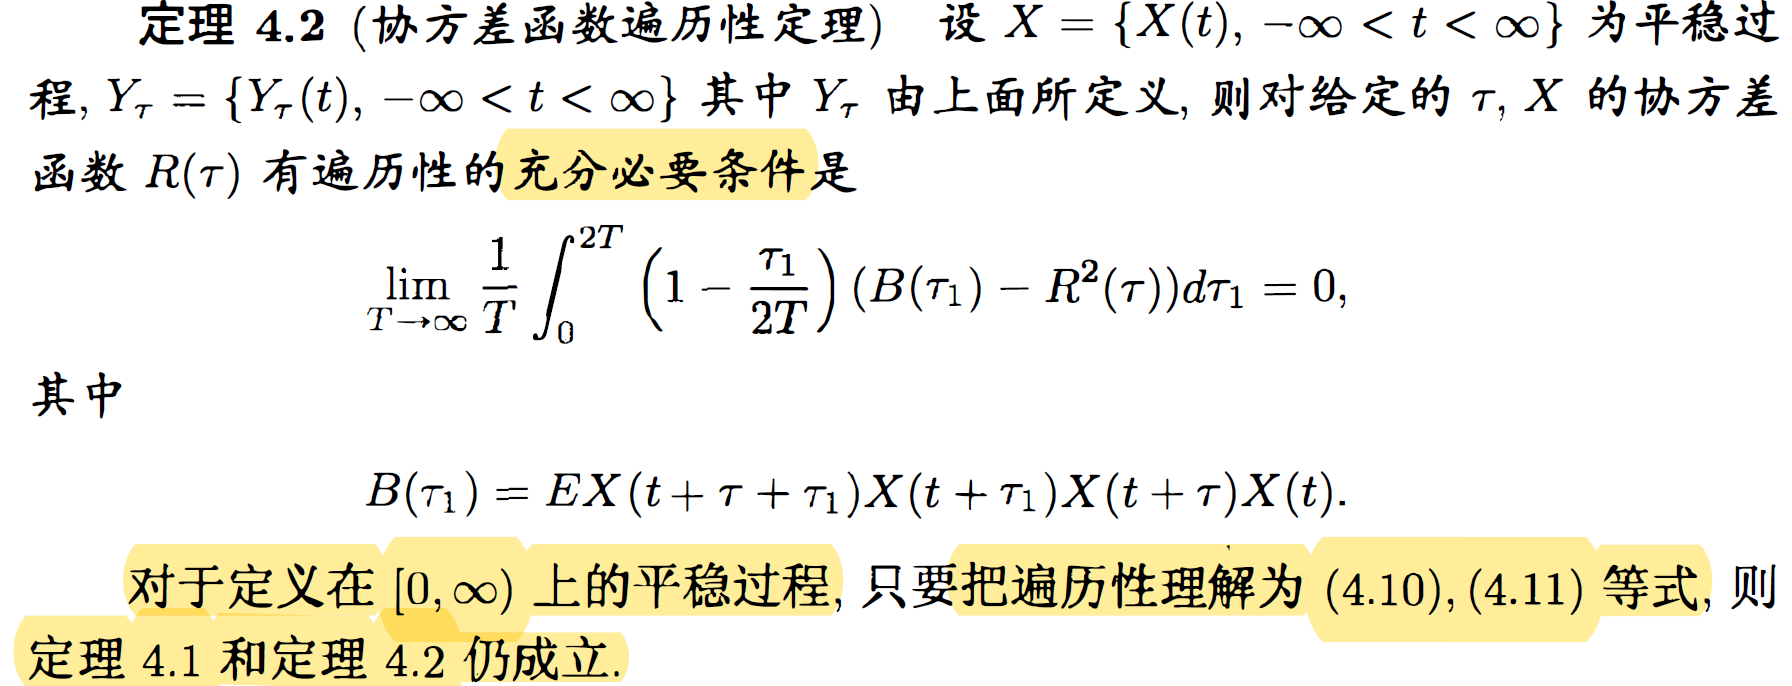 定理 4.2 (协方差函数遍历性定理) 设 X = {X(t), −∞ < t < ∞} 为平稳过
程, Y_τ = {Y_τ(t), −∞ < t < ∞} 其中 Y_τ 由上面所定义, 则对给定的 τ, X 的协方差
函数 R(τ) 有遍历性的充分必要条件是
lim_{T→∞} \frac{1}{T} ∫_0^{2T} (1 − \frac{τ_1}{2T}) (B(τ_1) − R^2(τ))dτ_1 = 0,
其中
B(τ_1) = EX(t + τ + τ_1)X(t + τ_1)X(t + τ)X(t).
对于定义在 [0, ∞) 上的平稳过程, 只要把遍历性理解为 (4.10), (4.11) 等式, 则
定理 4.1 和定理 4.2 仍成立.